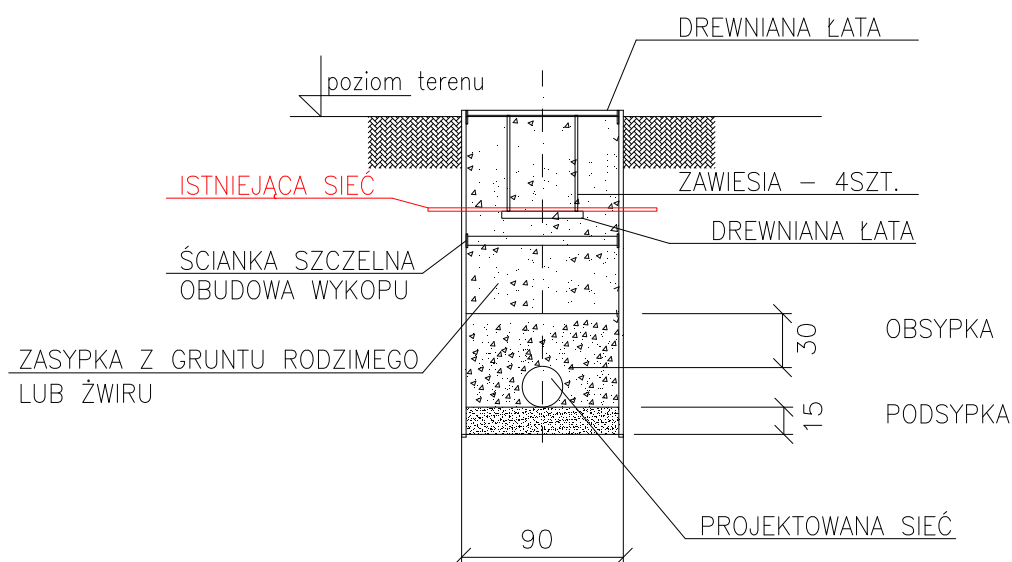 DREWNIANA ŁATA
poziom terenu
ISTNIEJĄCA SIEĆ
ZAWIESIA – 4SZT.
DREWNIANA ŁATA
ŚCIANKA SZCZELNA
OBUDOWA WYKOPU
30
OBSYPKA
ZASYPKA Z GRUNTU RODZIMEGO
LUB ŻWIRU
15
PODSYPKA
PROJEKTOWANA SIEĆ
90